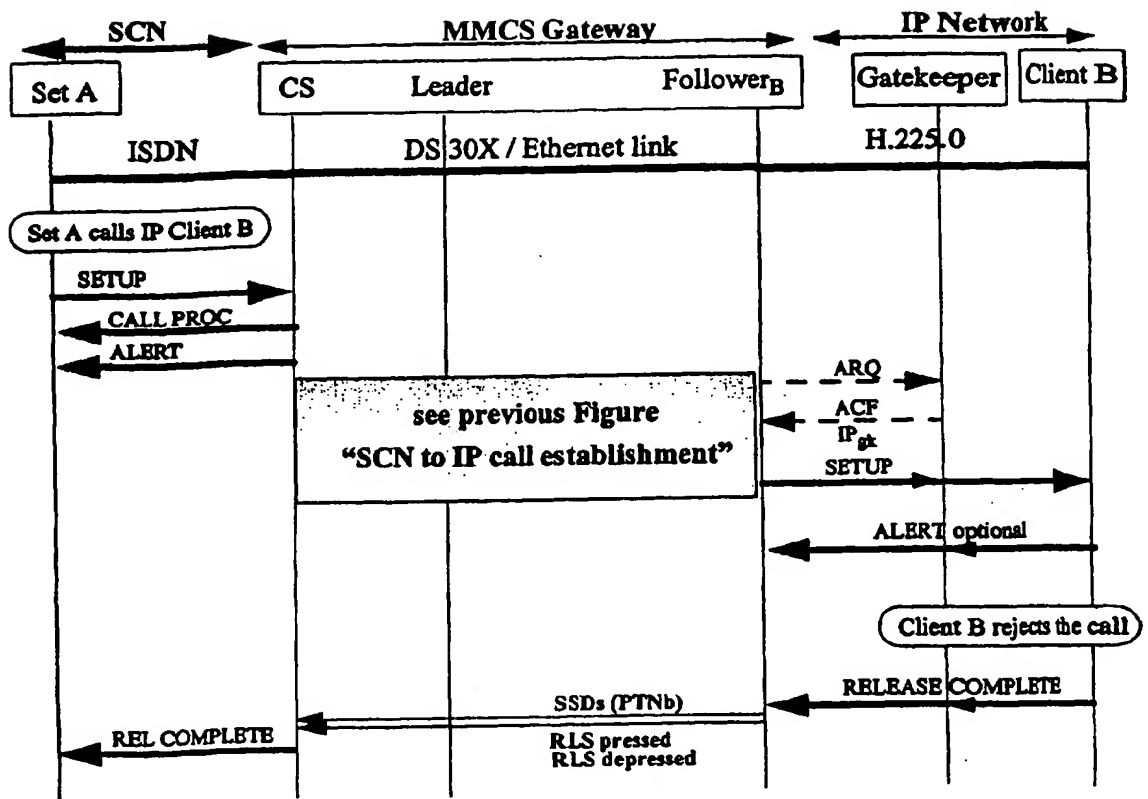 SCN
MMCS Gateway
IP Network
Set A
CS
Leader
Follower_B
Gatekeeper
Client B
ISDN
DS 30X / Ethernet link
H.225.0
Set A calls IP Client B
SETUP
CALL PROC
ALERT
see previous Figure
“SCN to IP call establishment”
ARQ
ACF
IP_gk
SETUP
ALERT optional
Client B rejects the call
RELEASE COMPLETE
SSDs (PTNb)
RLS pressed
RLS depressed
REL COMPLETE